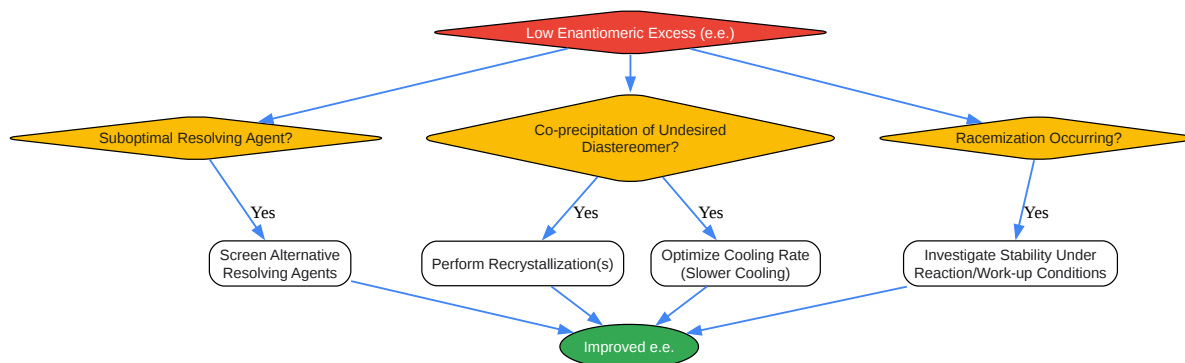 Low Enantiomeric Excess (e.e.)
Suboptimal Resolving Agent?
Co-precipitation of Undesired
Diastereomer?
Racemization Occurring?
Yes
Yes
Yes
Yes
Screen Alternative
Resolving Agents
Perform Recrystallization(s)
Optimize Cooling Rate
(Slower Cooling)
Investigate Stability Under
Reaction/Work-up Conditions
Improved e.e.